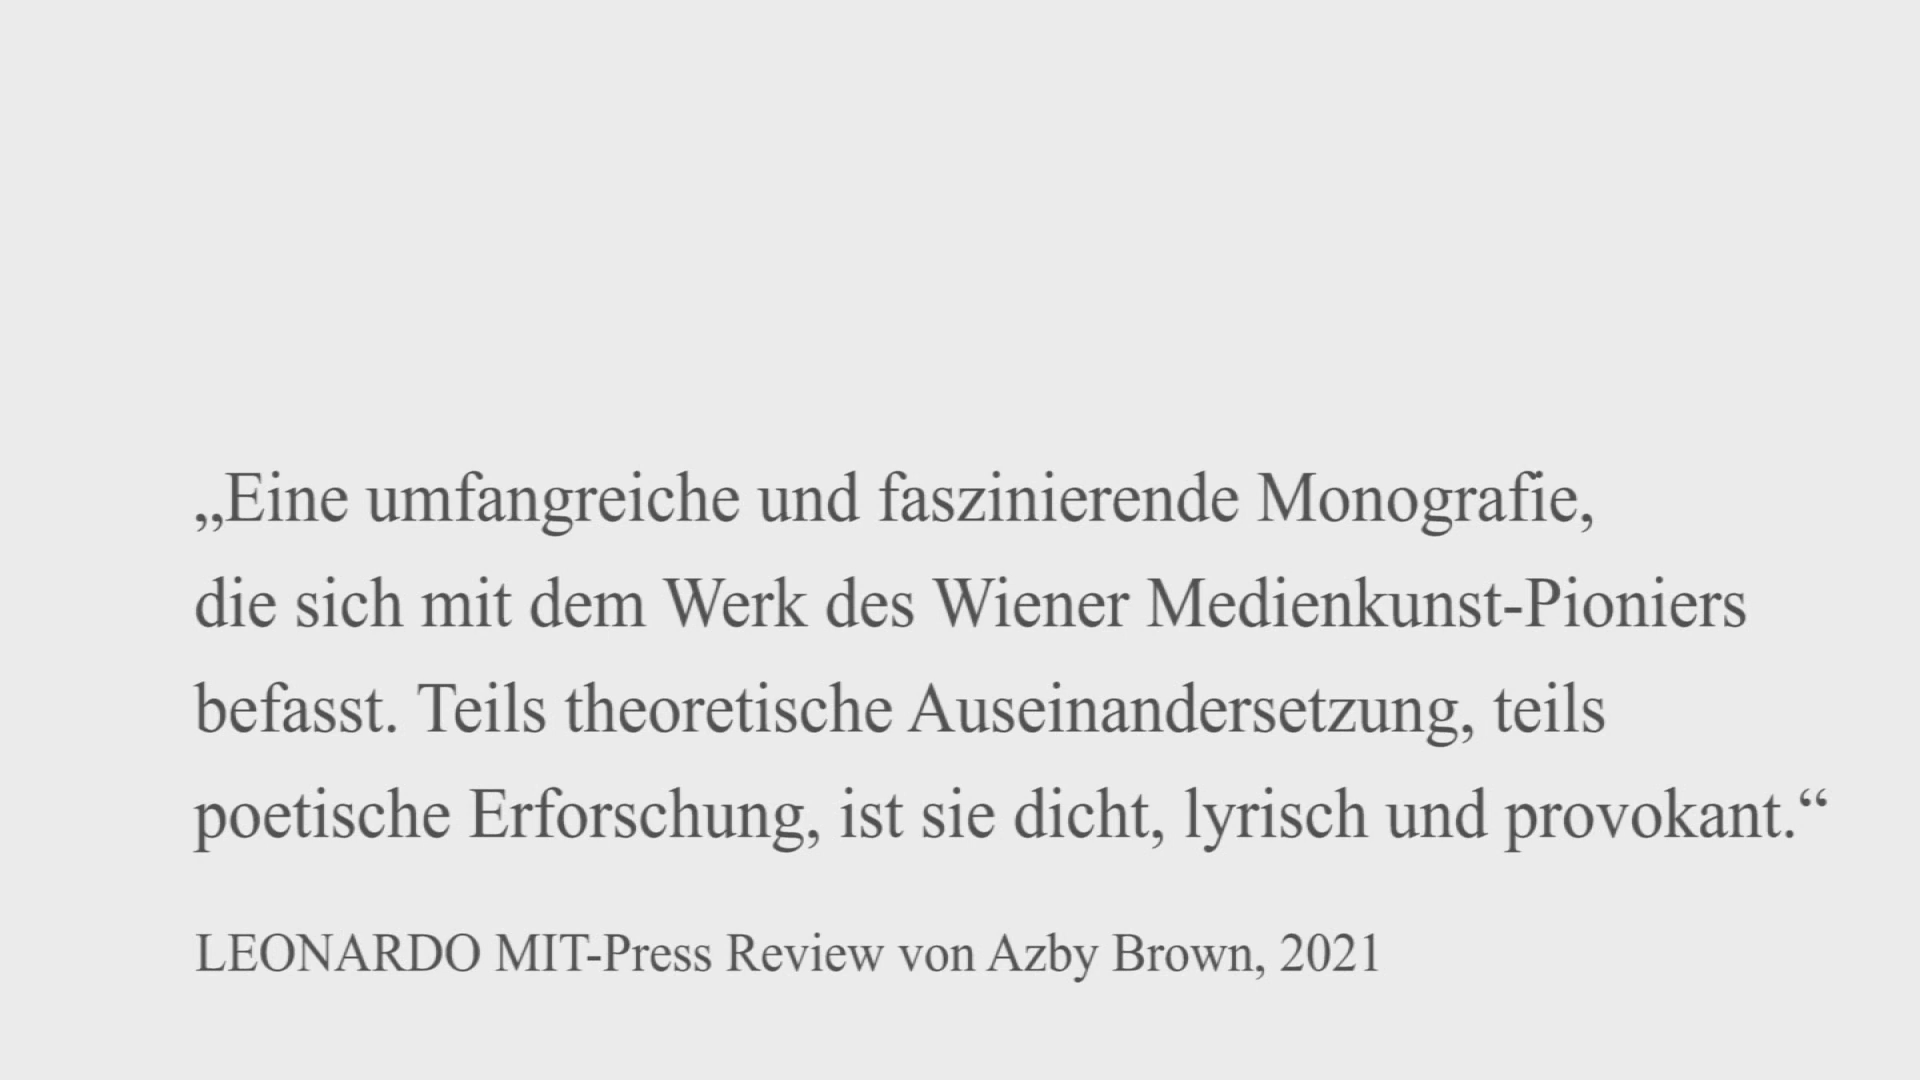 „Eine umfangreiche und faszinierende Monografie,
die sich mit dem Werk des Wiener Medienkunst-Pioniers
befasst. Teils theoretische Auseinandersetzung, teils
poetische Erforschung, ist sie dicht, lyrisch und provokant.“
LEONARDO MIT-Press Review von Azby Brown, 2021